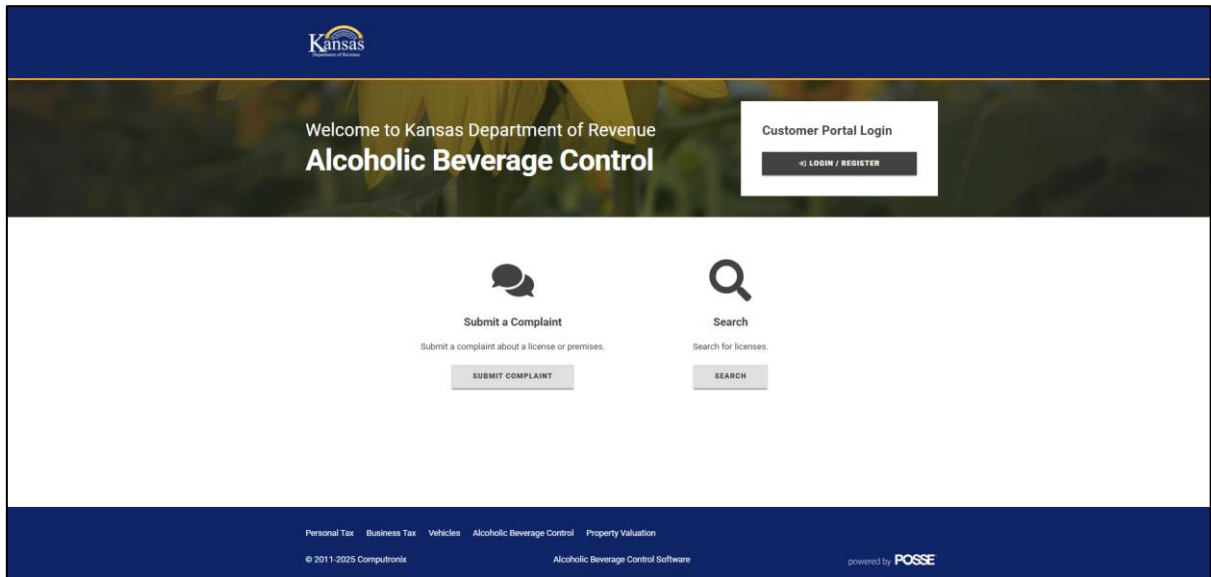 Kansas
Department of Revenue
Welcome to Kansas Department of Revenue
Alcoholic Beverage Control
Customer Portal Login
LOGIN / REGISTER
Submit a Complaint
Submit a complaint about a license or premises.
SUBMIT COMPLAINT
Search
Search for licenses.
SEARCH
Personal Tax Business Tax Vehicles Alcoholic Beverage Control Property Valuation
© 2011-2025 Computronix Alcoholic Beverage Control Software powered by POSSE